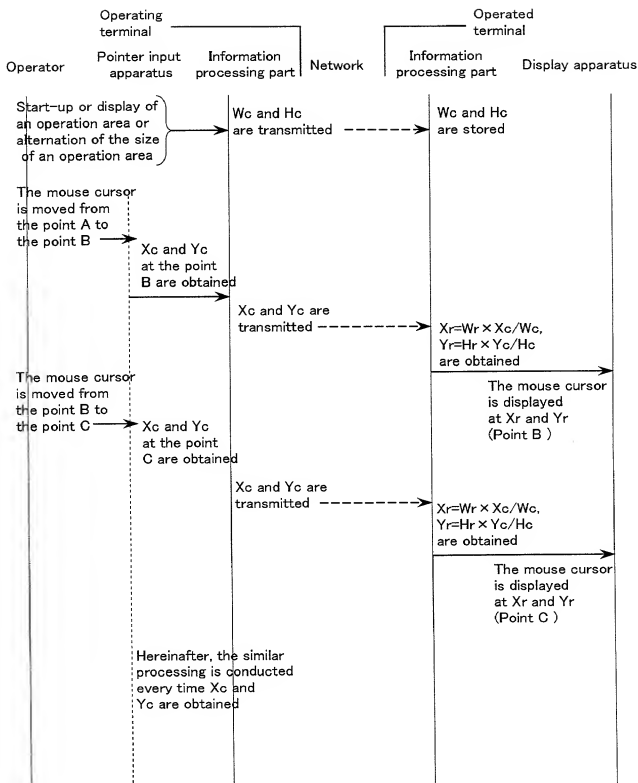 Operating
terminal
Operated
terminal
Operator
Pointer input
apparatus
Information
processing part
Network
Information
processing part
Display apparatus
Start-up or display of
an operation area or
alternation of the size
of an operation area
Wc and Hc
are transmitted
Wc and Hc
are stored
The mouse cursor
is moved from
the point A to
the point B
Xc and Yc
at the point
B are obtained
Xc and Yc are
transmitted
Xr=Wr × Xc/Wc,
Yr=Hr × Yc/Hc
are obtained
The mouse cursor
is displayed
at Xr and Yr
(Point B )
The mouse cursor
is moved from
the point B to
the point C
Xc and Yc
at the point
C are obtained
Xc and Yc are
transmitted
Xr=Wr × Xc/Wc,
Yr=Hr × Yc/Hc
are obtained
The mouse cursor
is displayed
at Xr and Yr
(Point C )
Hereinafter, the similar
processing is conducted
every time Xc and
Yc are obtained